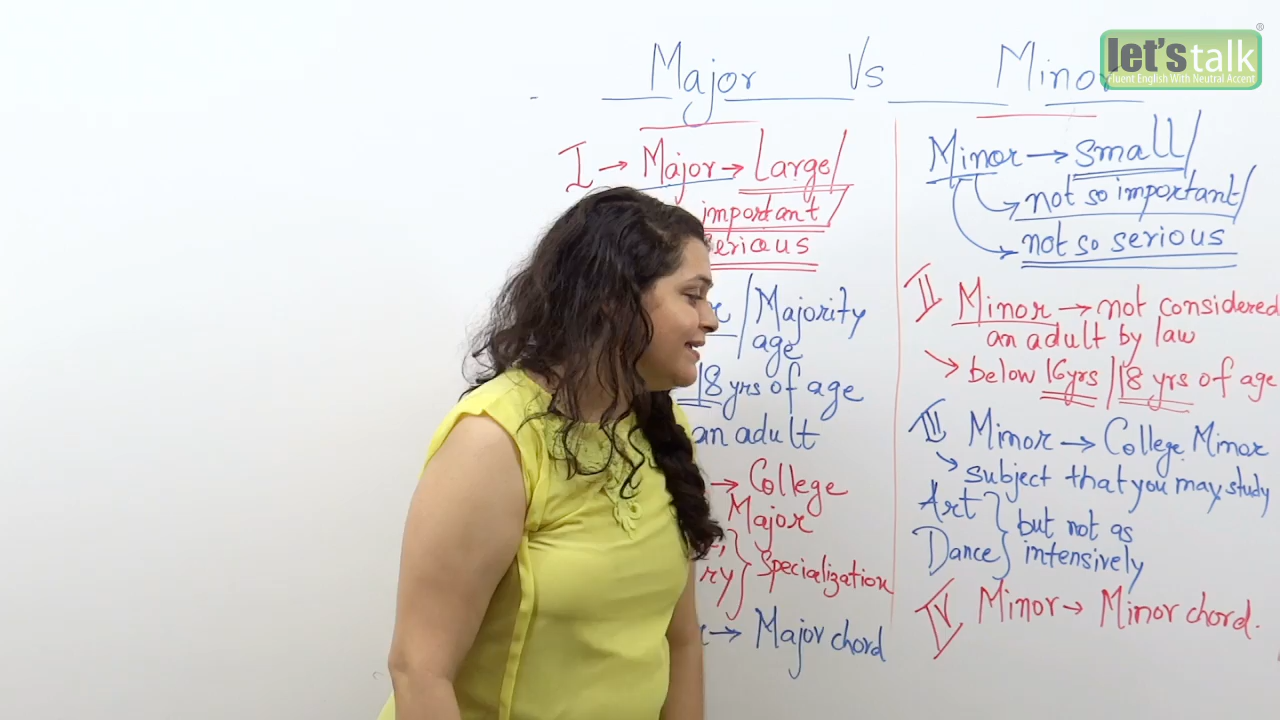 let's talk ®
Fluent English With Neutral Accent
Major Vs Minor
I → Major → Large/
important/
serious
/Majority
age
18 yrs of age
an adult
→ College
Major
} Specialization
→ Major chord
Minor → small/
→ not so important/
→ not so serious
II Minor → not considered
an adult by law
→ below 16yrs / 18 yrs of age
III Minor → College Minor
→ subject that you may study
Art } but not as
Dance } intensively
IV Minor → Minor chord.